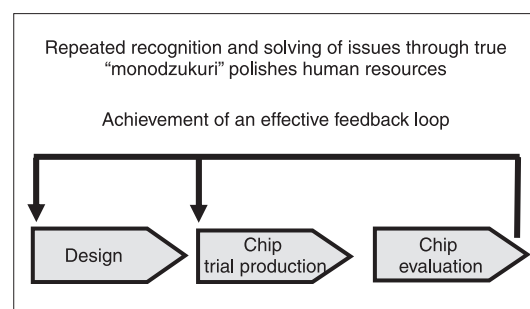 Repeated recognition and solving of issues through true
“monodzukuri” polishes human resources
Achievement of an effective feedback loop
Design
Chip
trial production
Chip
evaluation